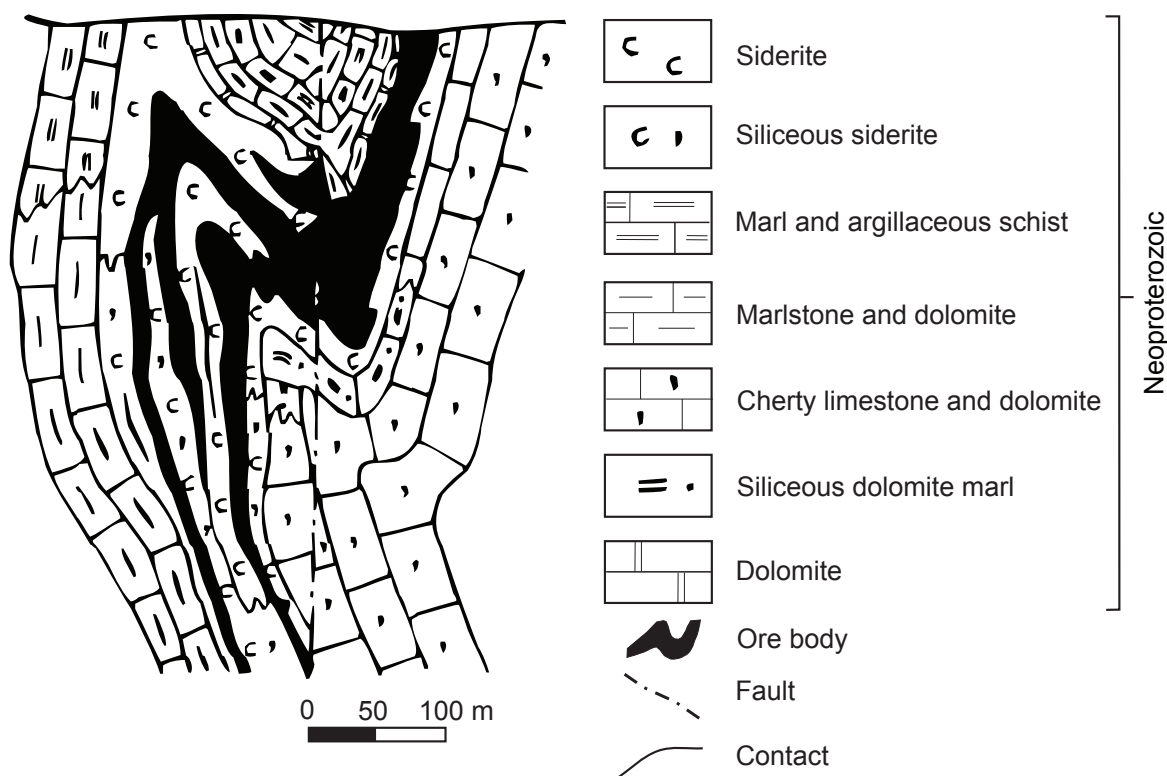 Siderite
Siliceous siderite
Marl and argillaceous schist
Marlstone and dolomite
Cherty limestone and dolomite
Siliceous dolomite marl
Dolomite
Ore body
Fault
Contact
Neoproterozoic
0 50 100 m